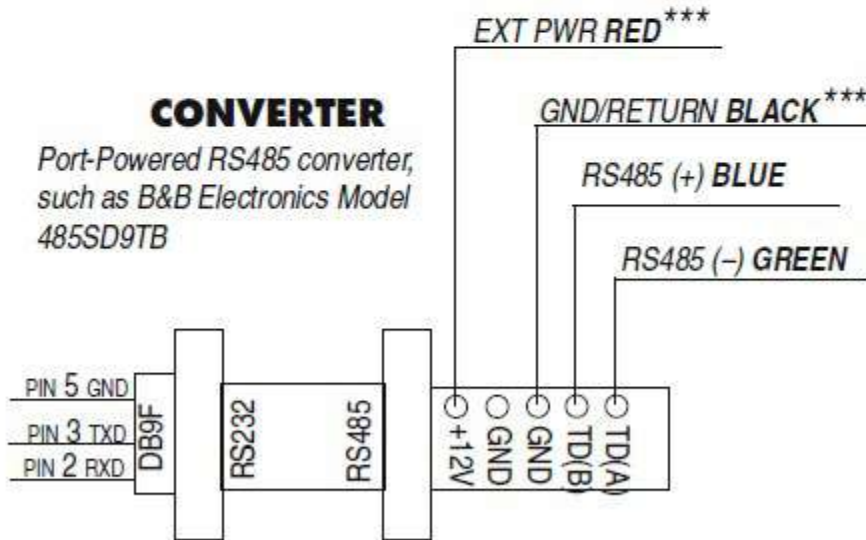 EXT PWR RED***
CONVERTER
GND/RETURN BLACK***
Port-Powered RS485 converter,
such as B&B Electronics Model
485SD9TB
RS485 (+) BLUE
RS485 (–) GREEN
PIN 5 GND
PIN 3 TXD
PIN 2 RXD
DB9F
RS232
RS485
+12V
GND
GND
TD(B)
TD(A)